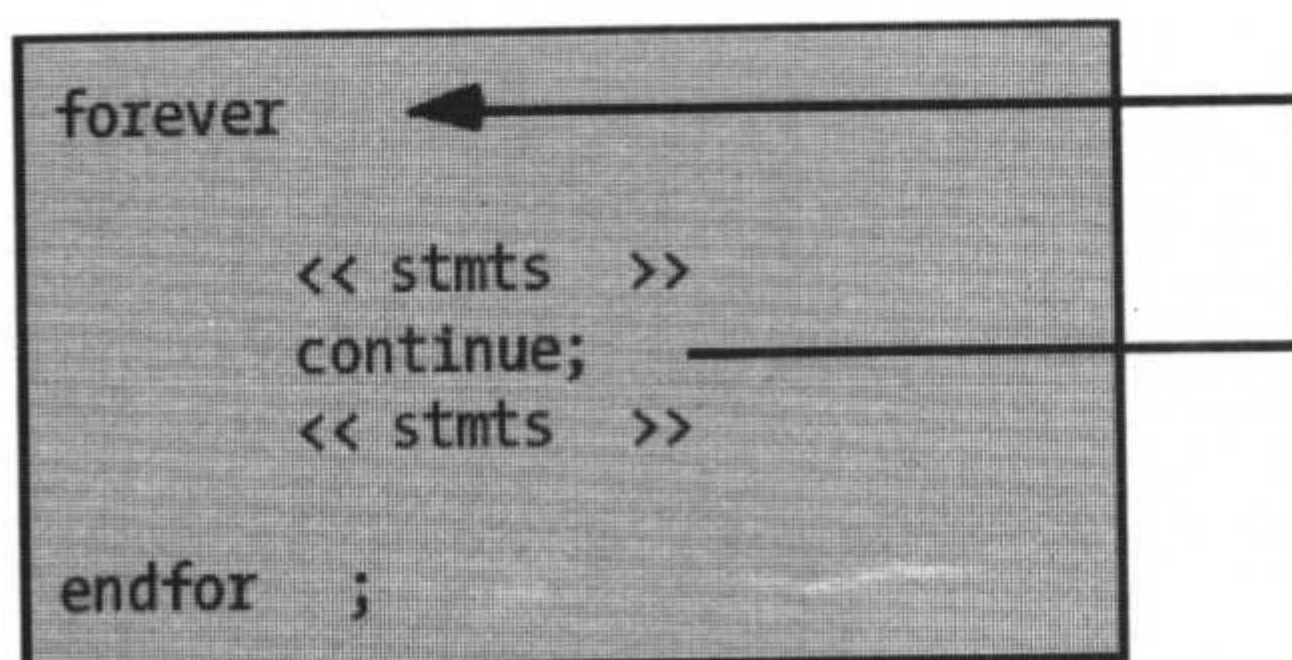 forever
<< stmts >>
continue;
<< stmts >>
endfor ;